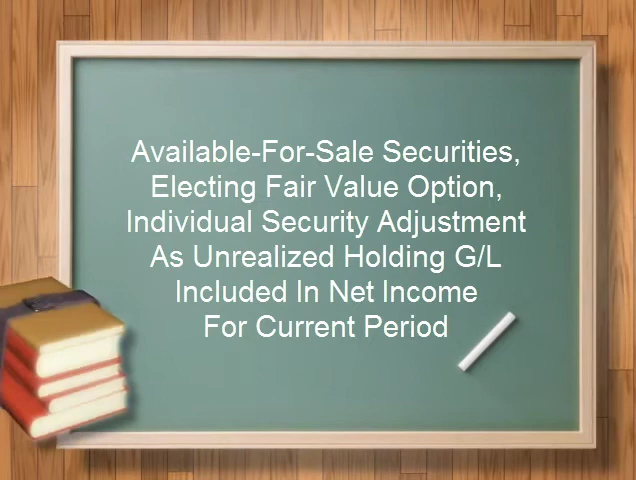 Available-For-Sale Securities,
Electing Fair Value Option,
Individual Security Adjustment
As Unrealized Holding G/L
Included In Net Income
For Current Period